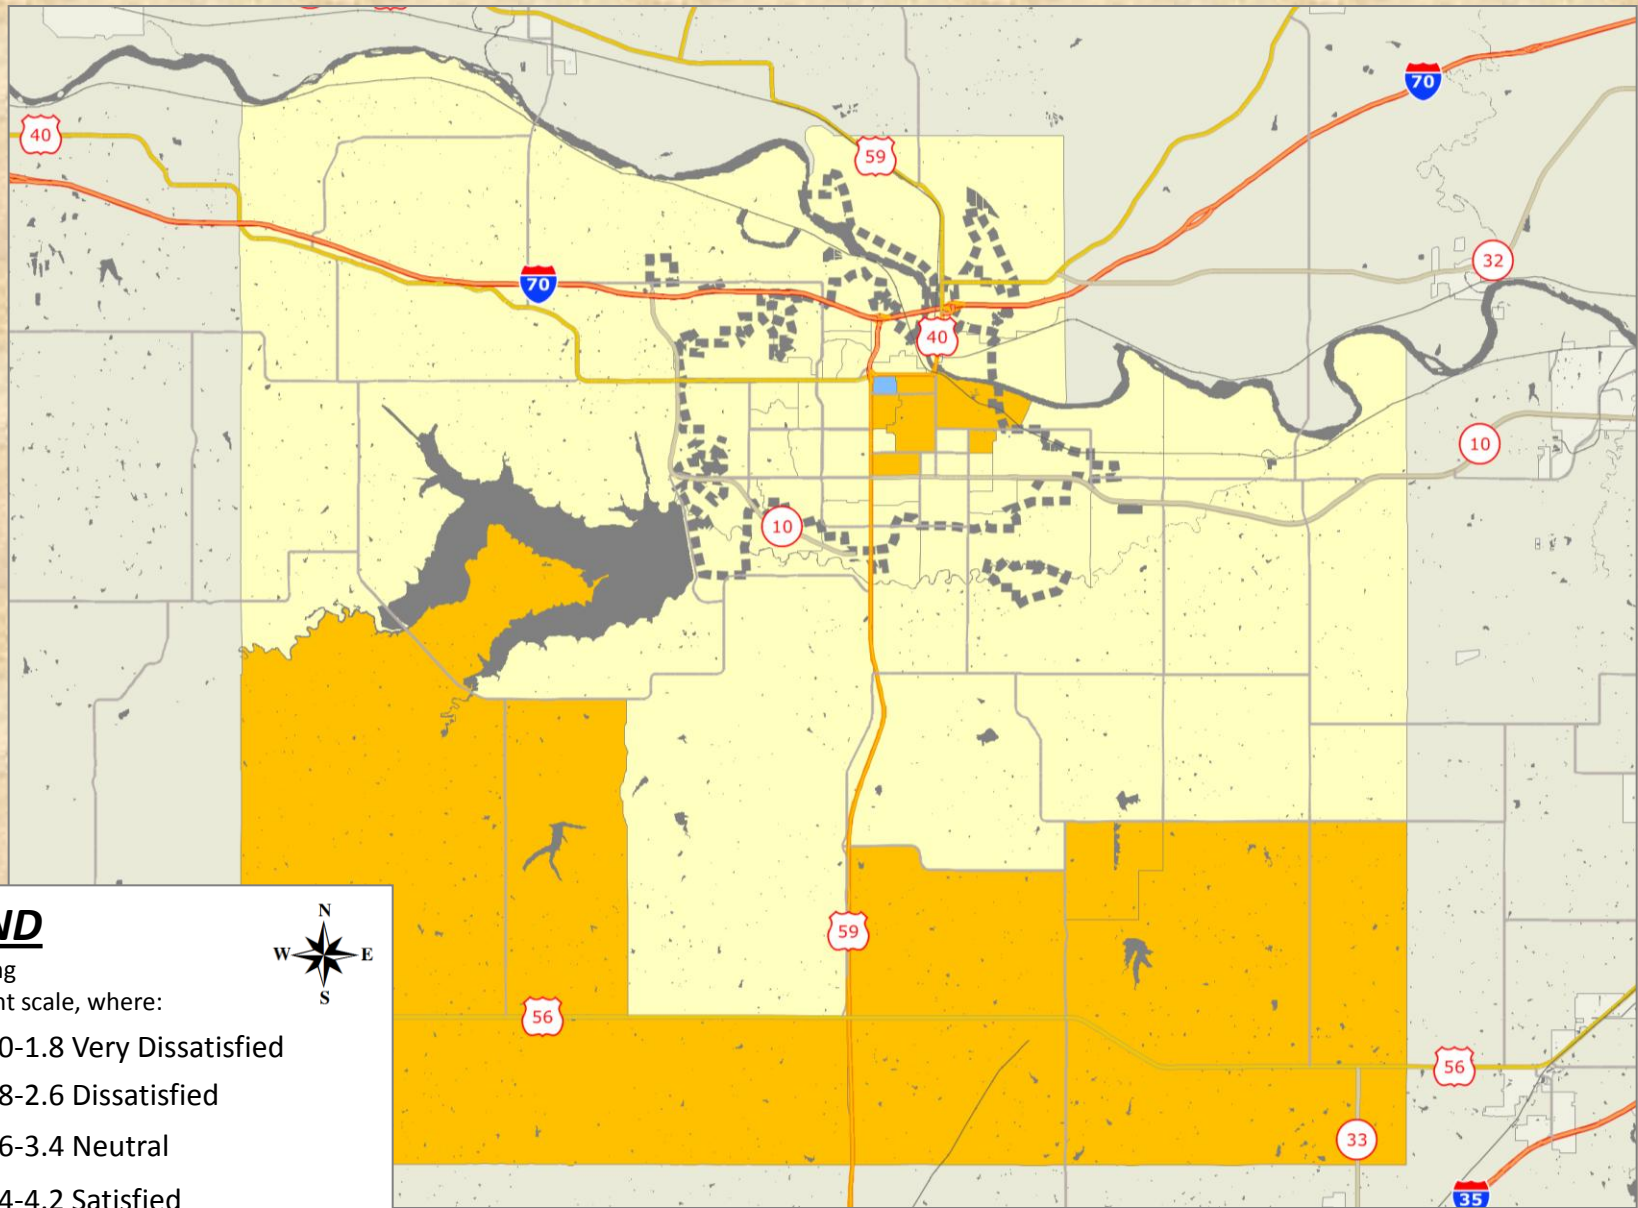 70
40
59
32
70
40
10
10
59
ND
N
W E
S
ng
nt scale, where:
56
0-1.8 Very Dissatisfied
8-2.6 Dissatisfied
56
6-3.4 Neutral
33
4-4.2 Satisfied
35